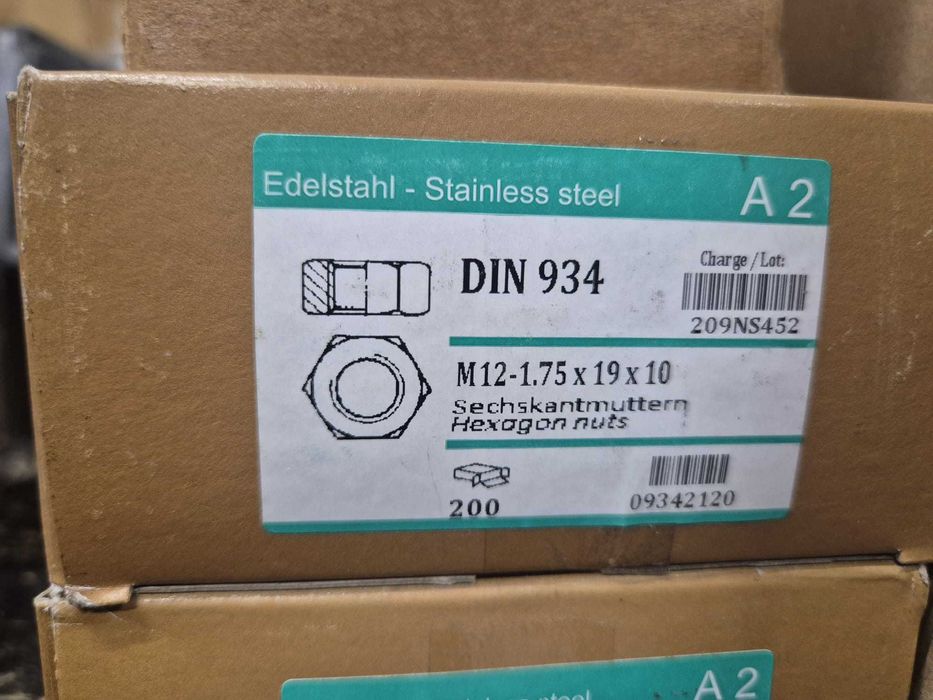 Edelstahl - Stainless steel
A 2
DIN 934
Charge / Lot:
209NS452
M12-1.75 x 19 x 10
Sechskantmuttern
Hexagon nuts
200
09342120
steel
A 2